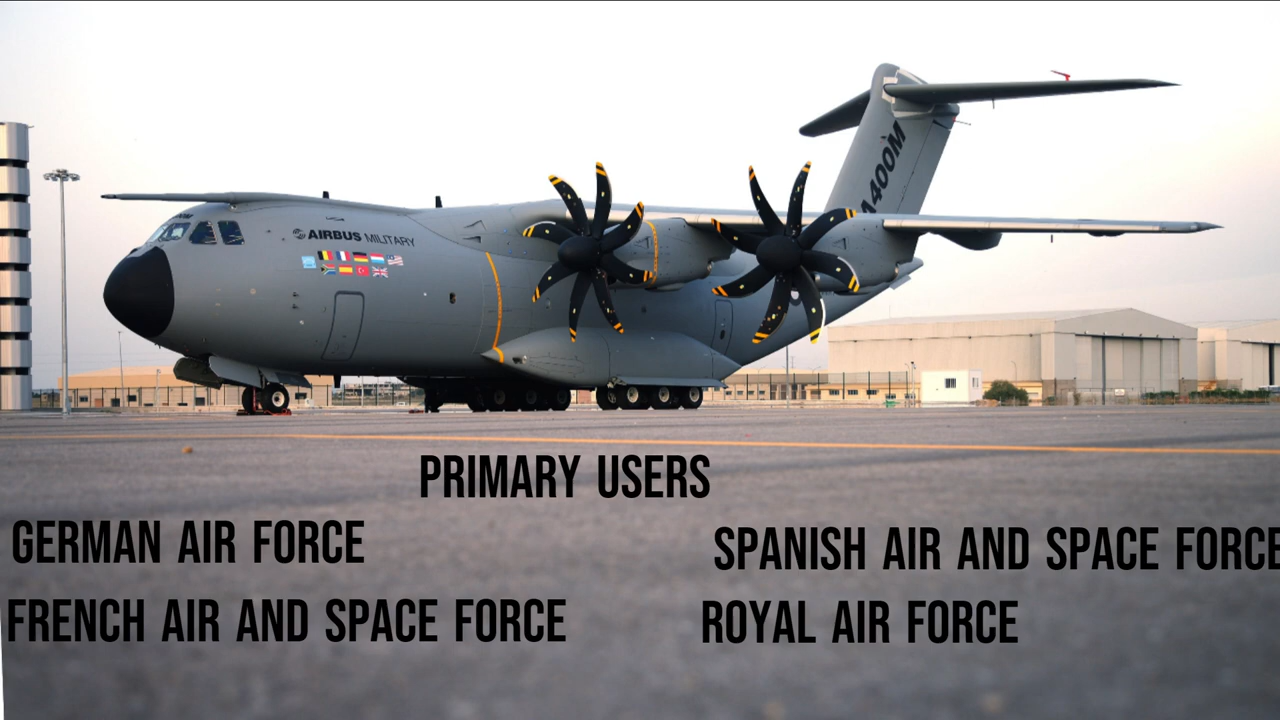 AIRBUS MILITARY
A400M
PRIMARY USERS
GERMAN AIR FORCE
SPANISH AIR AND SPACE FORCE
FRENCH AIR AND SPACE FORCE
ROYAL AIR FORCE